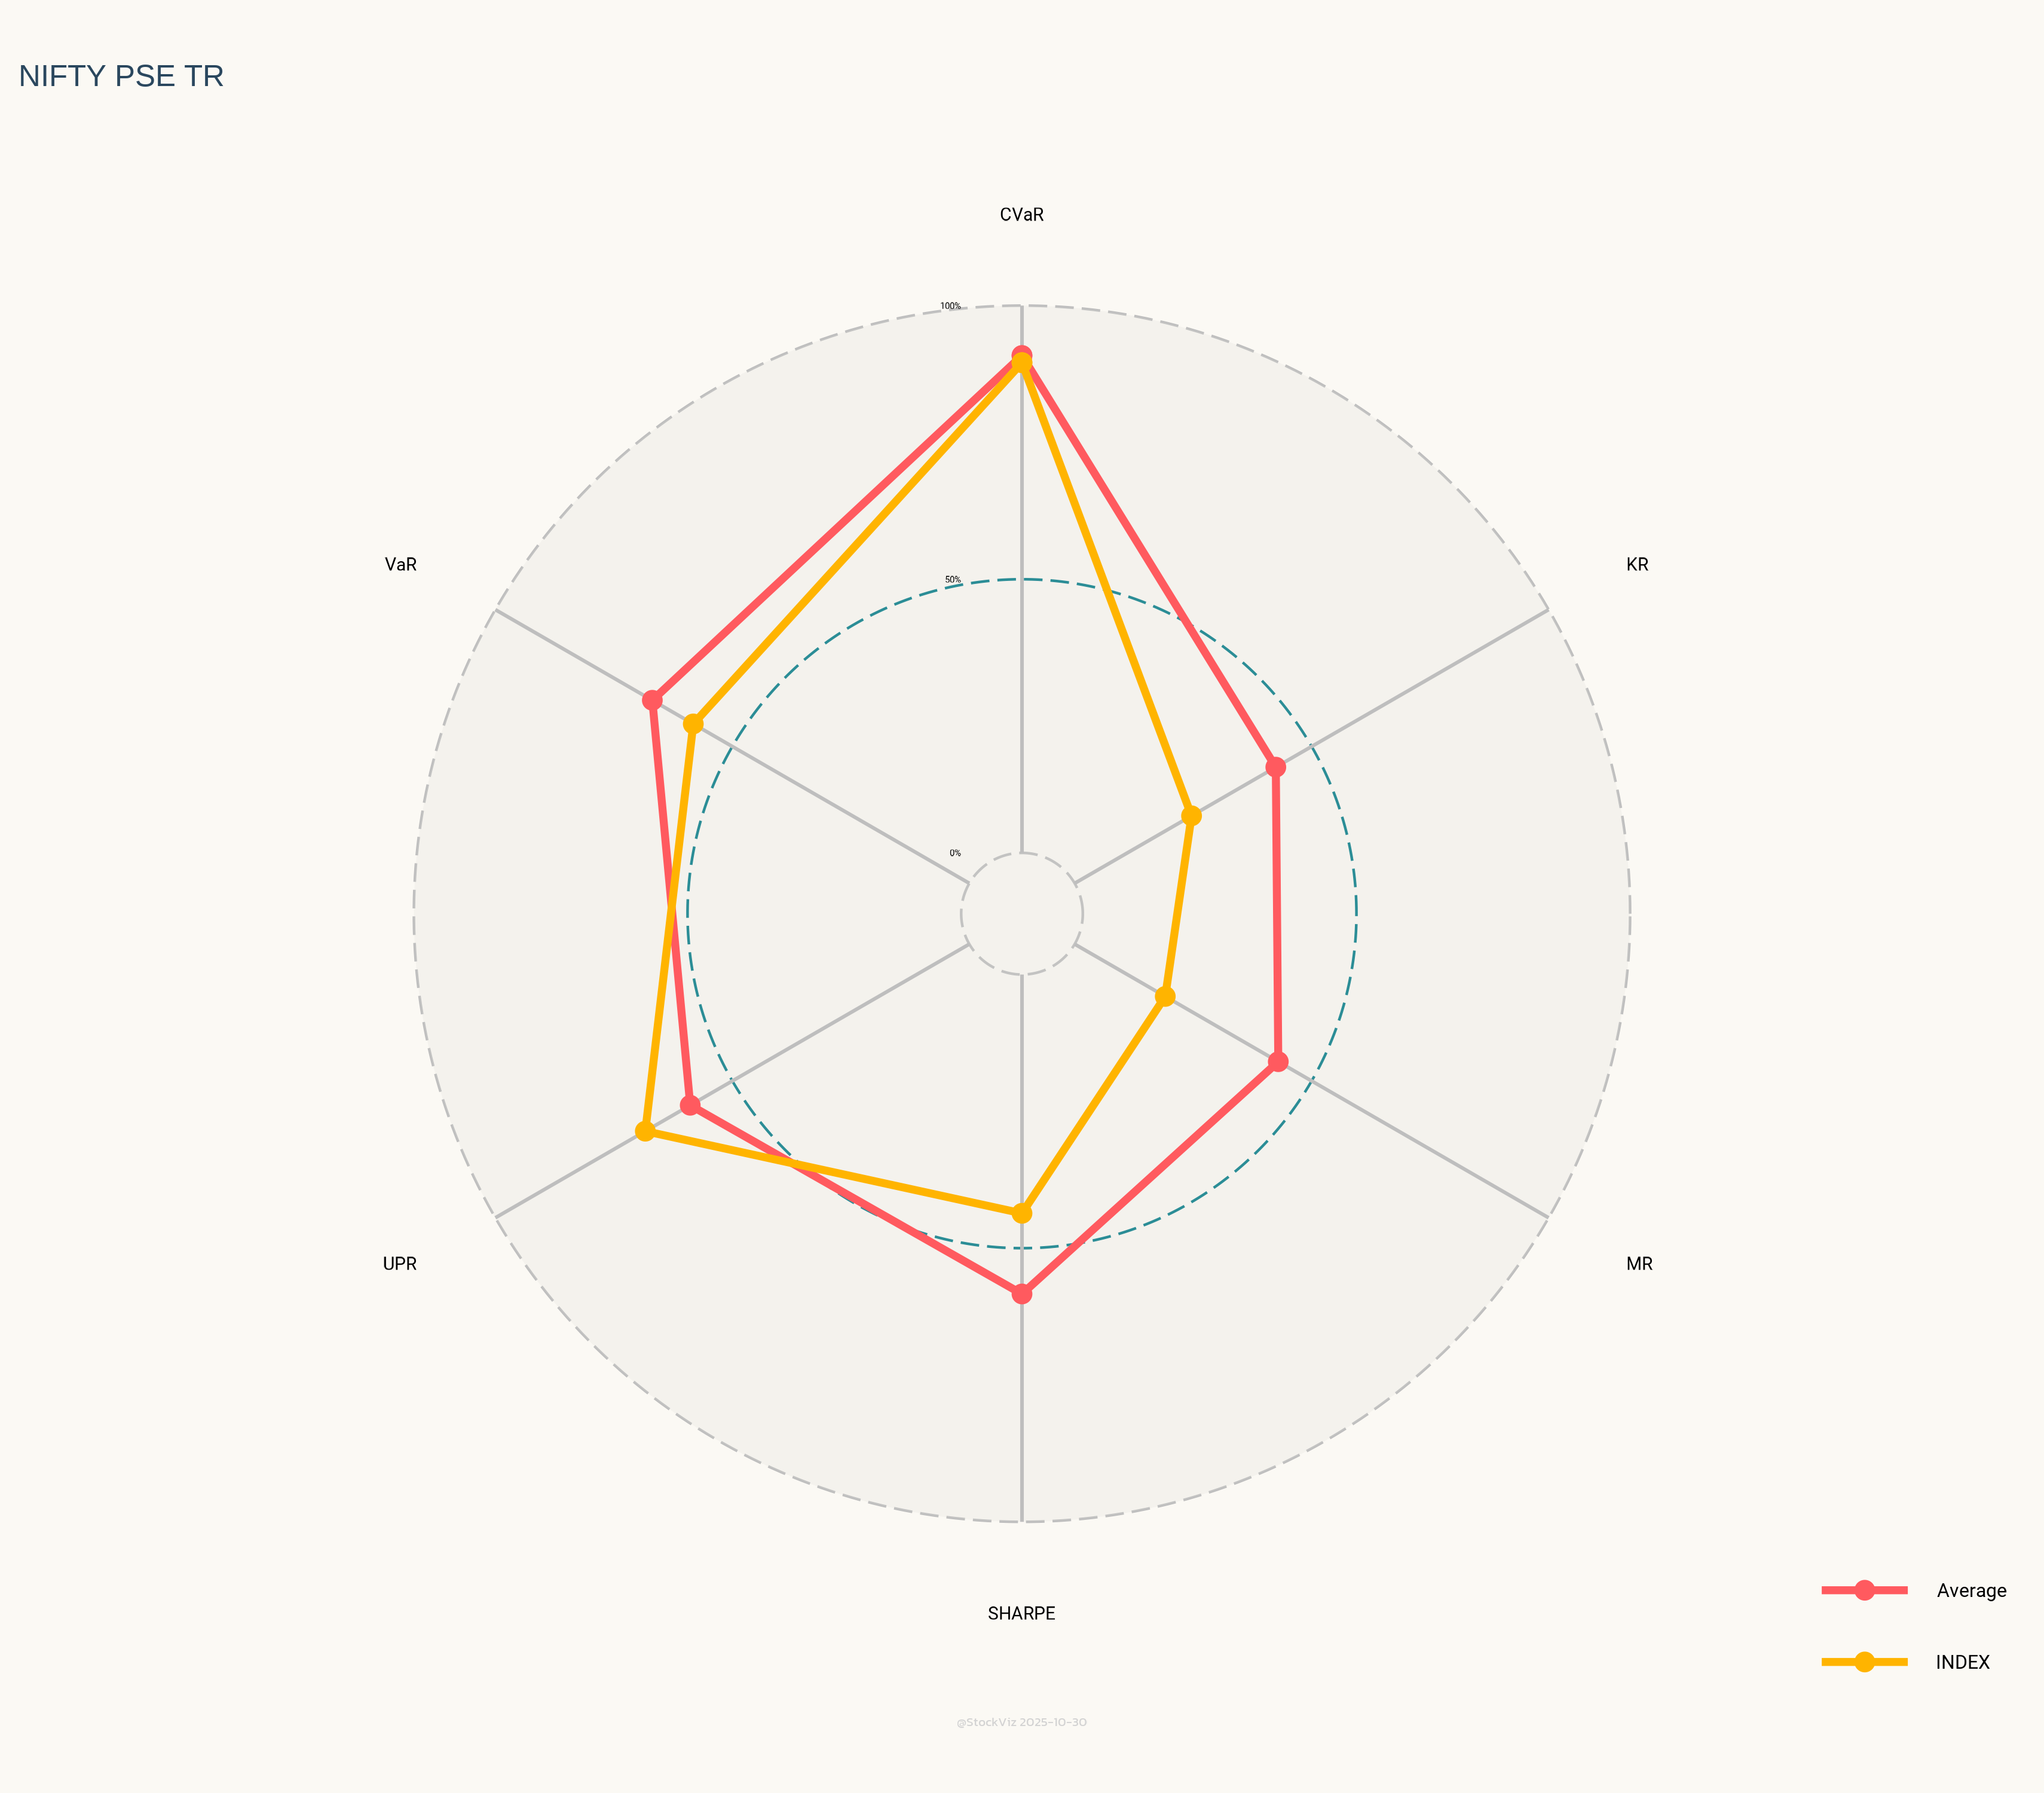 NIFTY PSE TR
CVaR
100%
KR
VaR
50%
0%
UPR
MR
SHARPE
Average
INDEX
@StockViz 2025-10-30